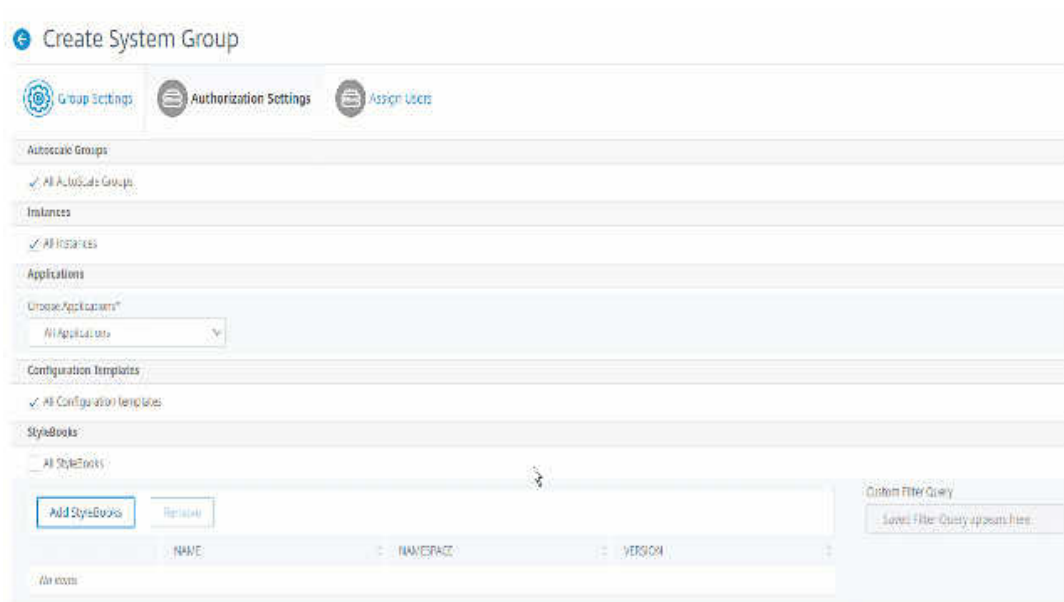 Create System Group
Group Settings
Authorization Settings
Assign Users
Autoscale Groups
All AutoScale Groups
Instances
All Instances
Applications
Choose Applications*
All Applications
Configuration Templates
All Configuration templates
StyleBooks
All StyleBooks
Add StyleBooks Remove
Custom Filter Query
Saved Filter Query appears here.
NAME NAMESPACE VERSION
No items